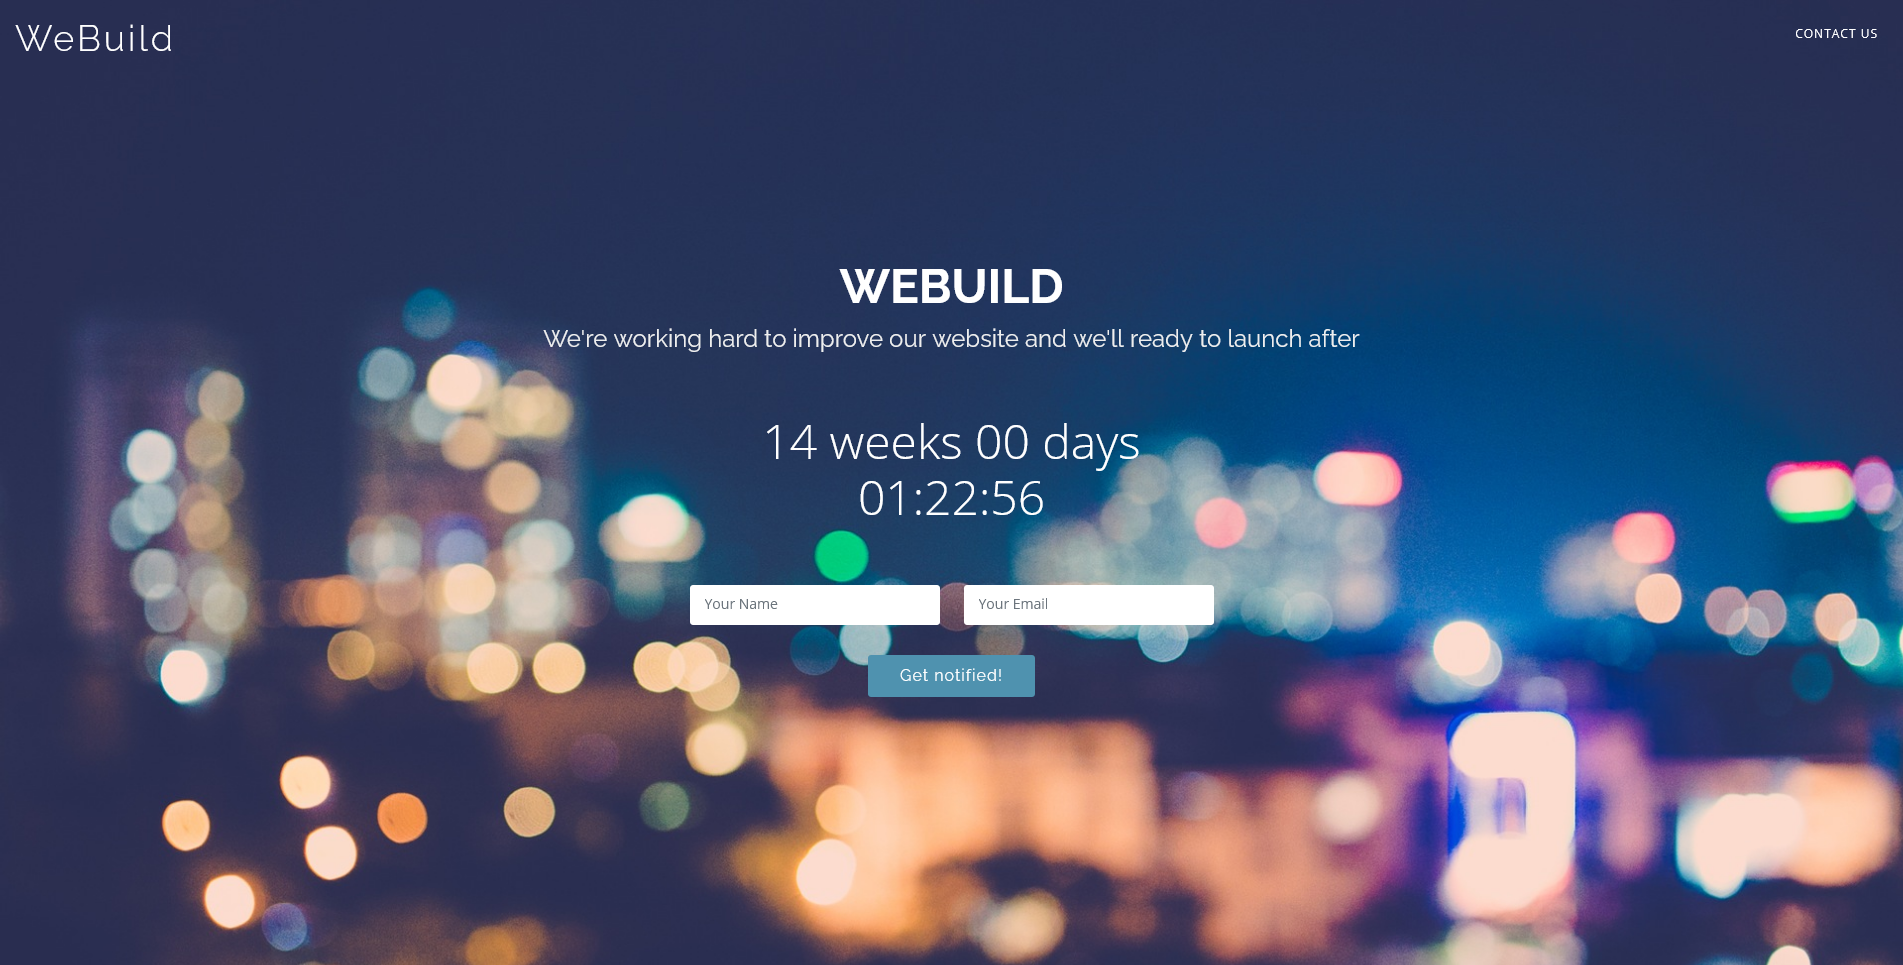 WeBuild
CONTACT US
WEBUILD
We're working hard to improve our website and we'll ready to launch after
14 weeks 00 days
01:22:56
Your Name
Your Email
Get notified!